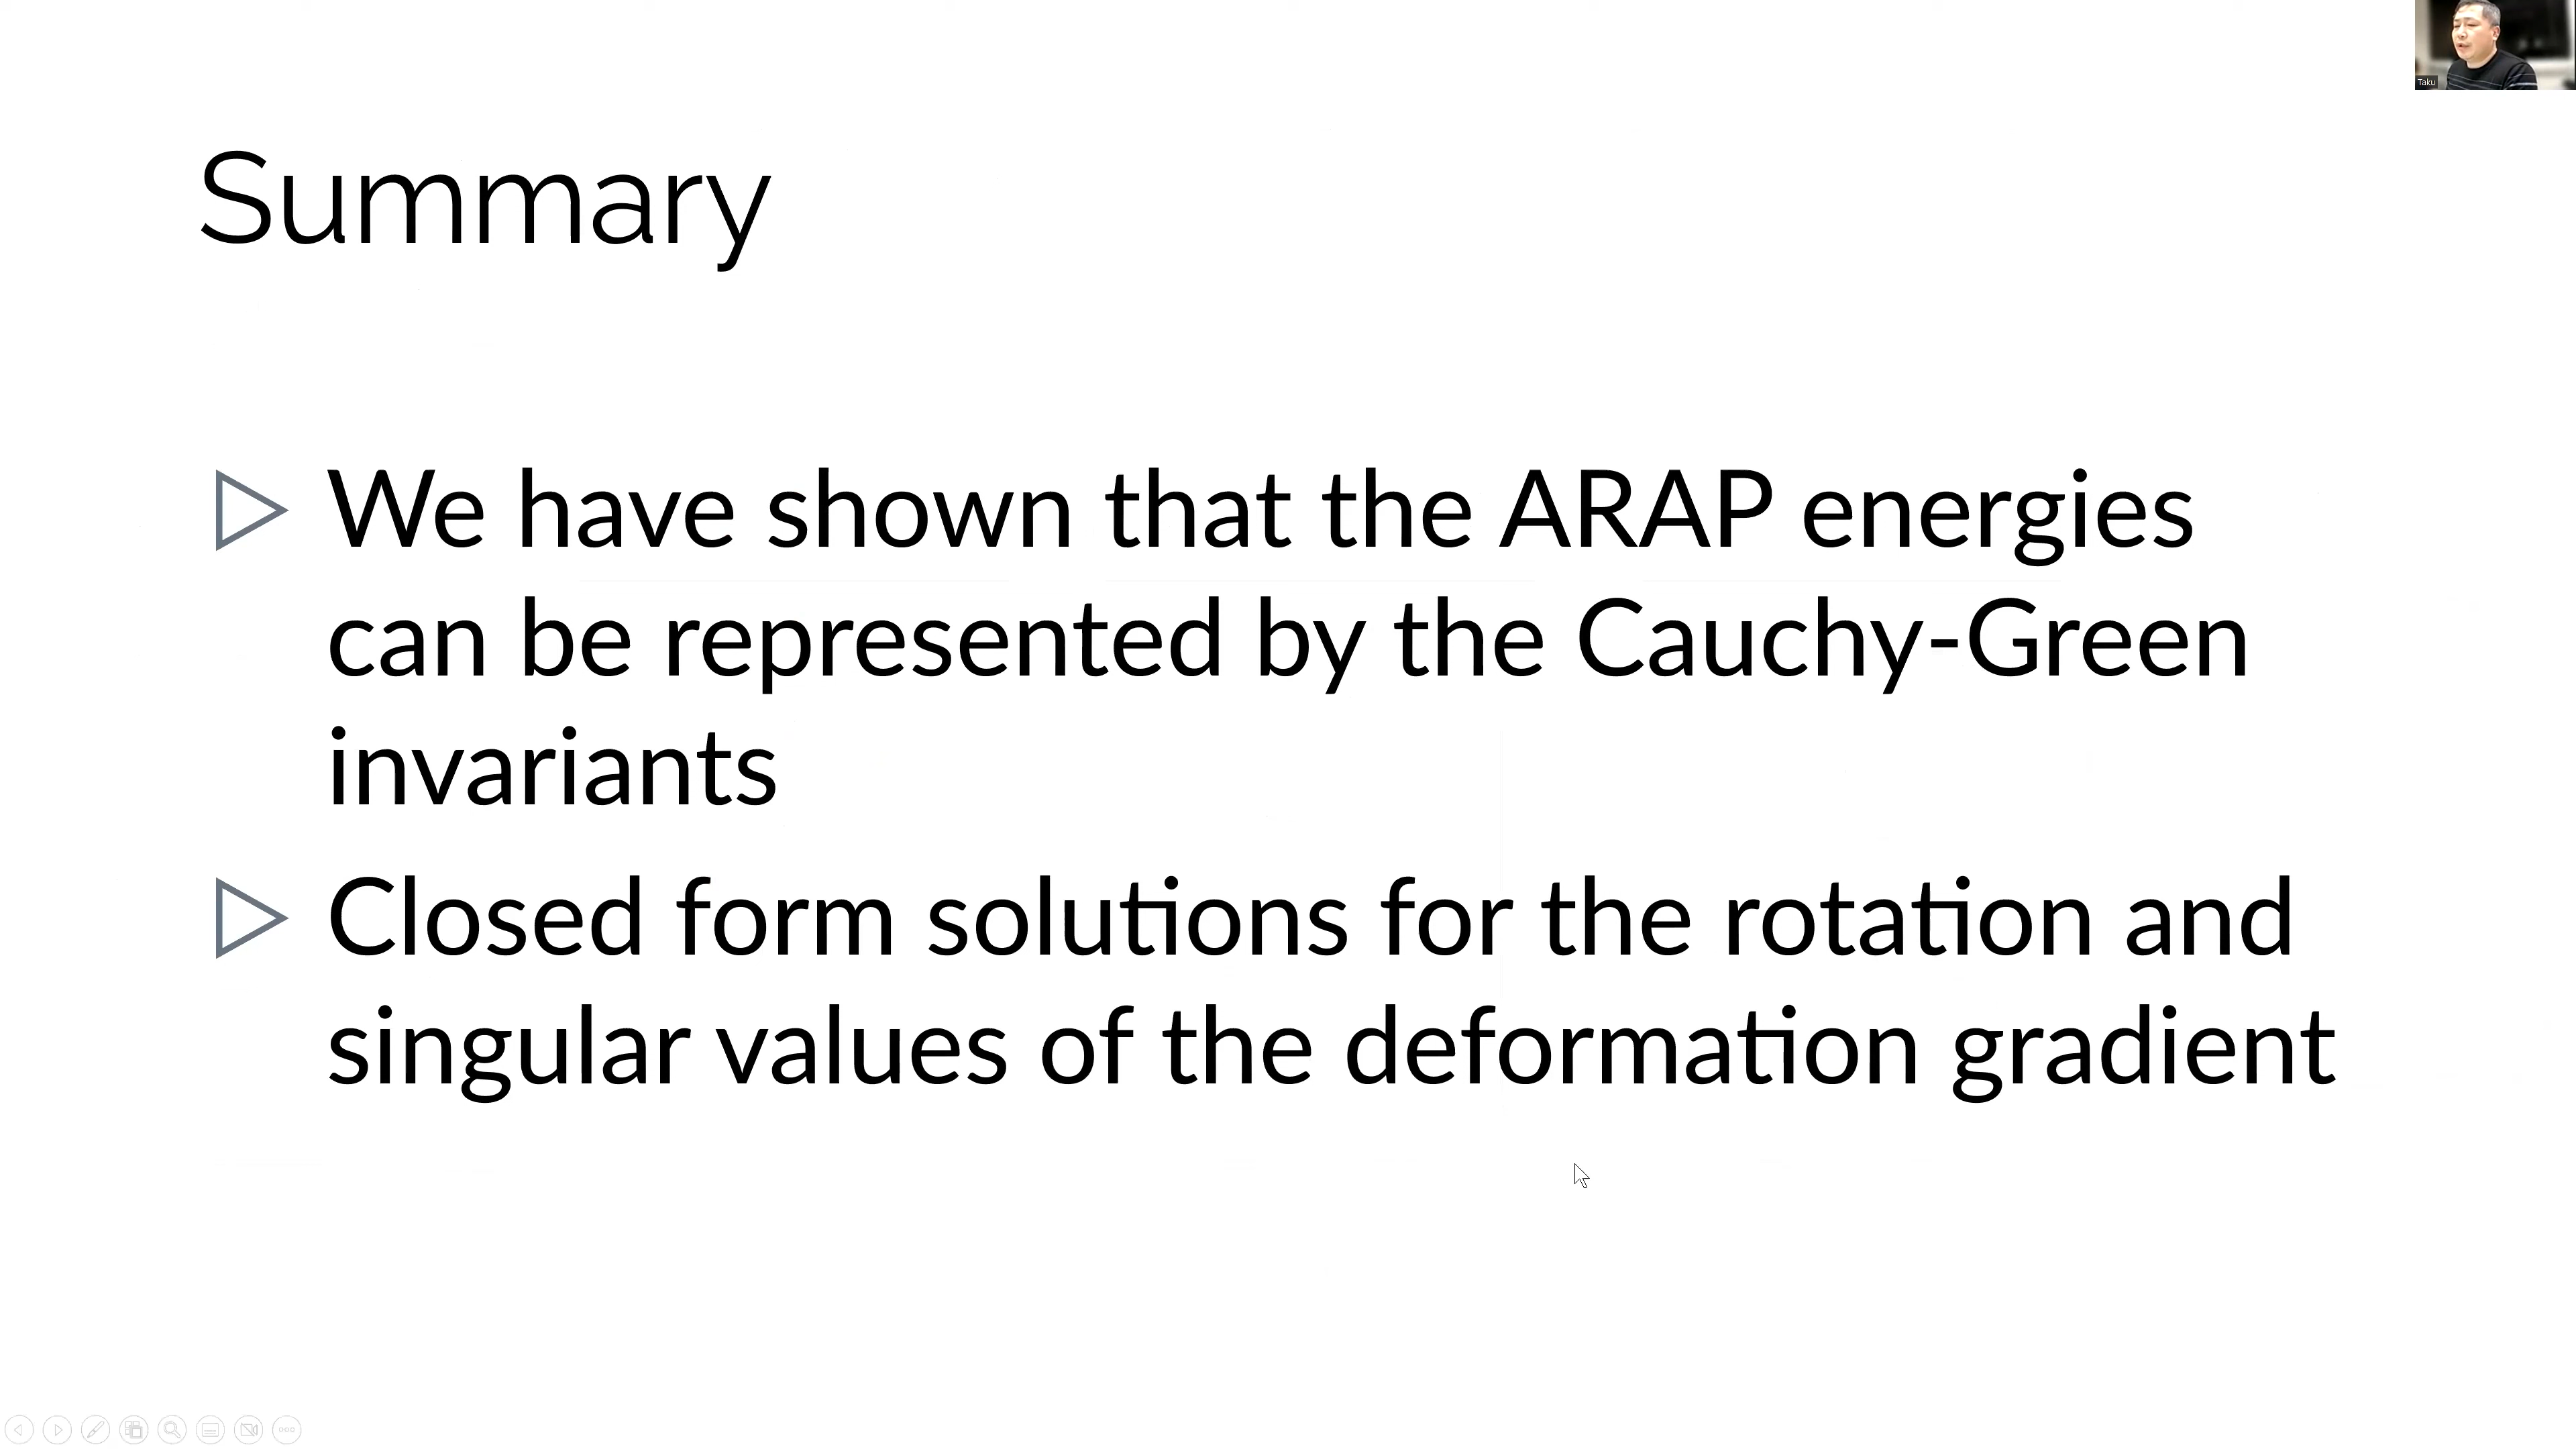 Taku
Summary
We have shown that the ARAP energies
can be represented by the Cauchy-Green
invariants
Closed form solutions for the rotation and
singular values of the deformation gradient